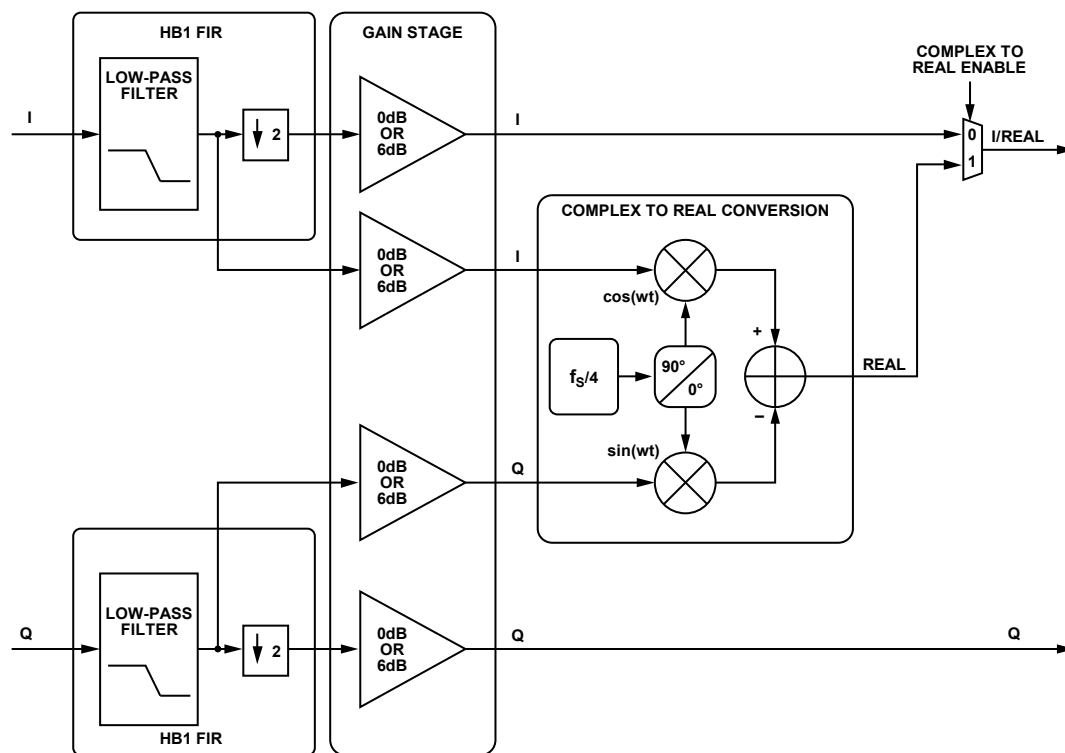 HB1 FIR
GAIN STAGE
LOW-PASS
FILTER
COMPLEX TO
REAL ENABLE
I
2
0dB
OR
6dB
I
0
1
I/REAL
COMPLEX TO REAL CONVERSION
0dB
OR
6dB
I
cos(wt)
+
fS/4
90°
0°
REAL
–
sin(wt)
0dB
OR
6dB
Q
LOW-PASS
FILTER
Q
2
0dB
OR
6dB
Q
Q
HB1 FIR